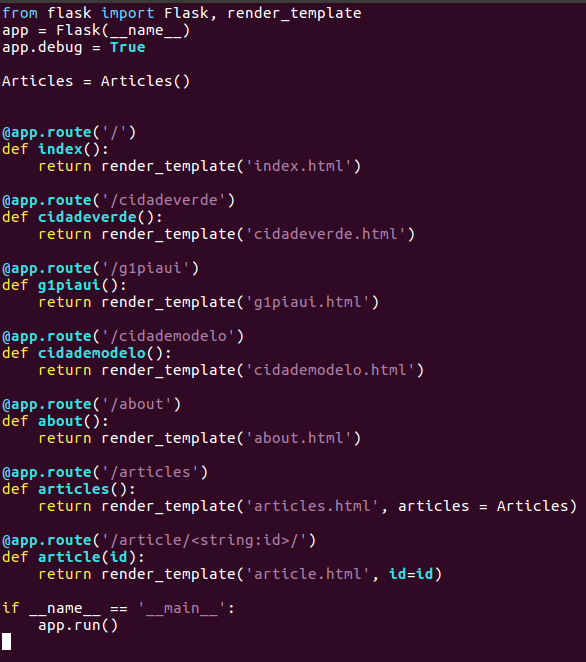 from flask import Flask, render_template
app = Flask(__name__)
app.debug = True
Articles = Articles()
@app.route('/')
def index():
    return render_template('index.html')
@app.route('/cidadeverde')
def cidadeverde():
    return render_template('cidadeverde.html')
@app.route('/g1piaui')
def g1piaui():
    return render_template('g1piaui.html')
@app.route('/cidademodelo')
def cidademodelo():
    return render_template('cidademodelo.html')
@app.route('/about')
def about():
    return render_template('about.html')
@app.route('/articles')
def articles():
    return render_template('articles.html', articles = Articles)
@app.route('/article/<string:id>/')
def article(id):
    return render_template('article.html', id=id)
if __name__ == '__main__':
    app.run()